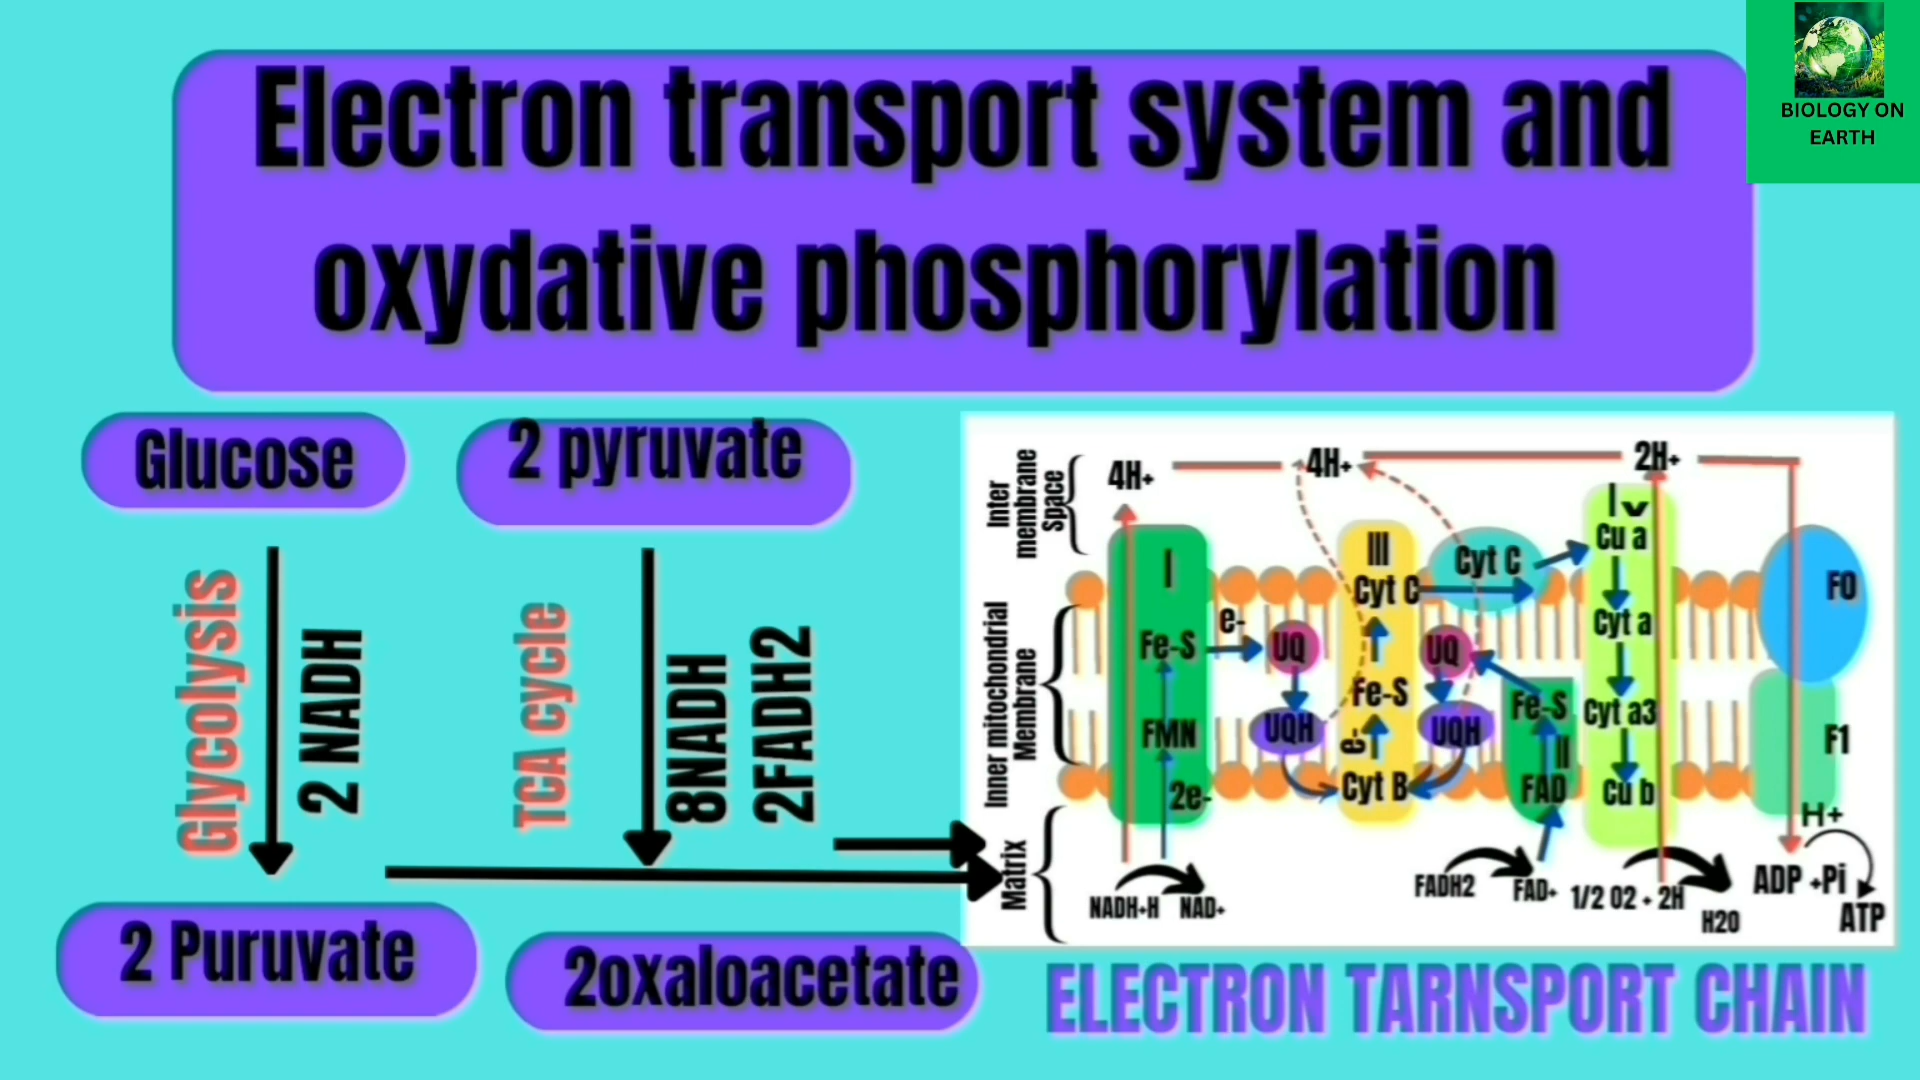 BIOLOGY ON
EARTH
Electron transport system and
oxydative phosphorylation
Glucose
Glycolysis
2 NADH
2 Puruvate
2 pyruvate
TCA cycle
8NADH
2FADH2
2oxaloacetate
Inter
membrane
Space
Inner mitochondrial
Membrane
Matrix
4H+
4H+
2H+
I
Fe-S
FMN
2e-
e-
UQ
UQH
III
Cyt C
Fe-S
e-
Cyt B
Cyt C
UQ
UQH
Fe-S
II
FAD
I v
Cu a
Cyt a
Cyt a3
Cu b
F0
F1
H+
NADH+H
NAD+
FADH2
FAD+
1/2 O2 + 2H
H2O
ADP +Pi
ATP
ELECTRON TARNSPORT CHAIN